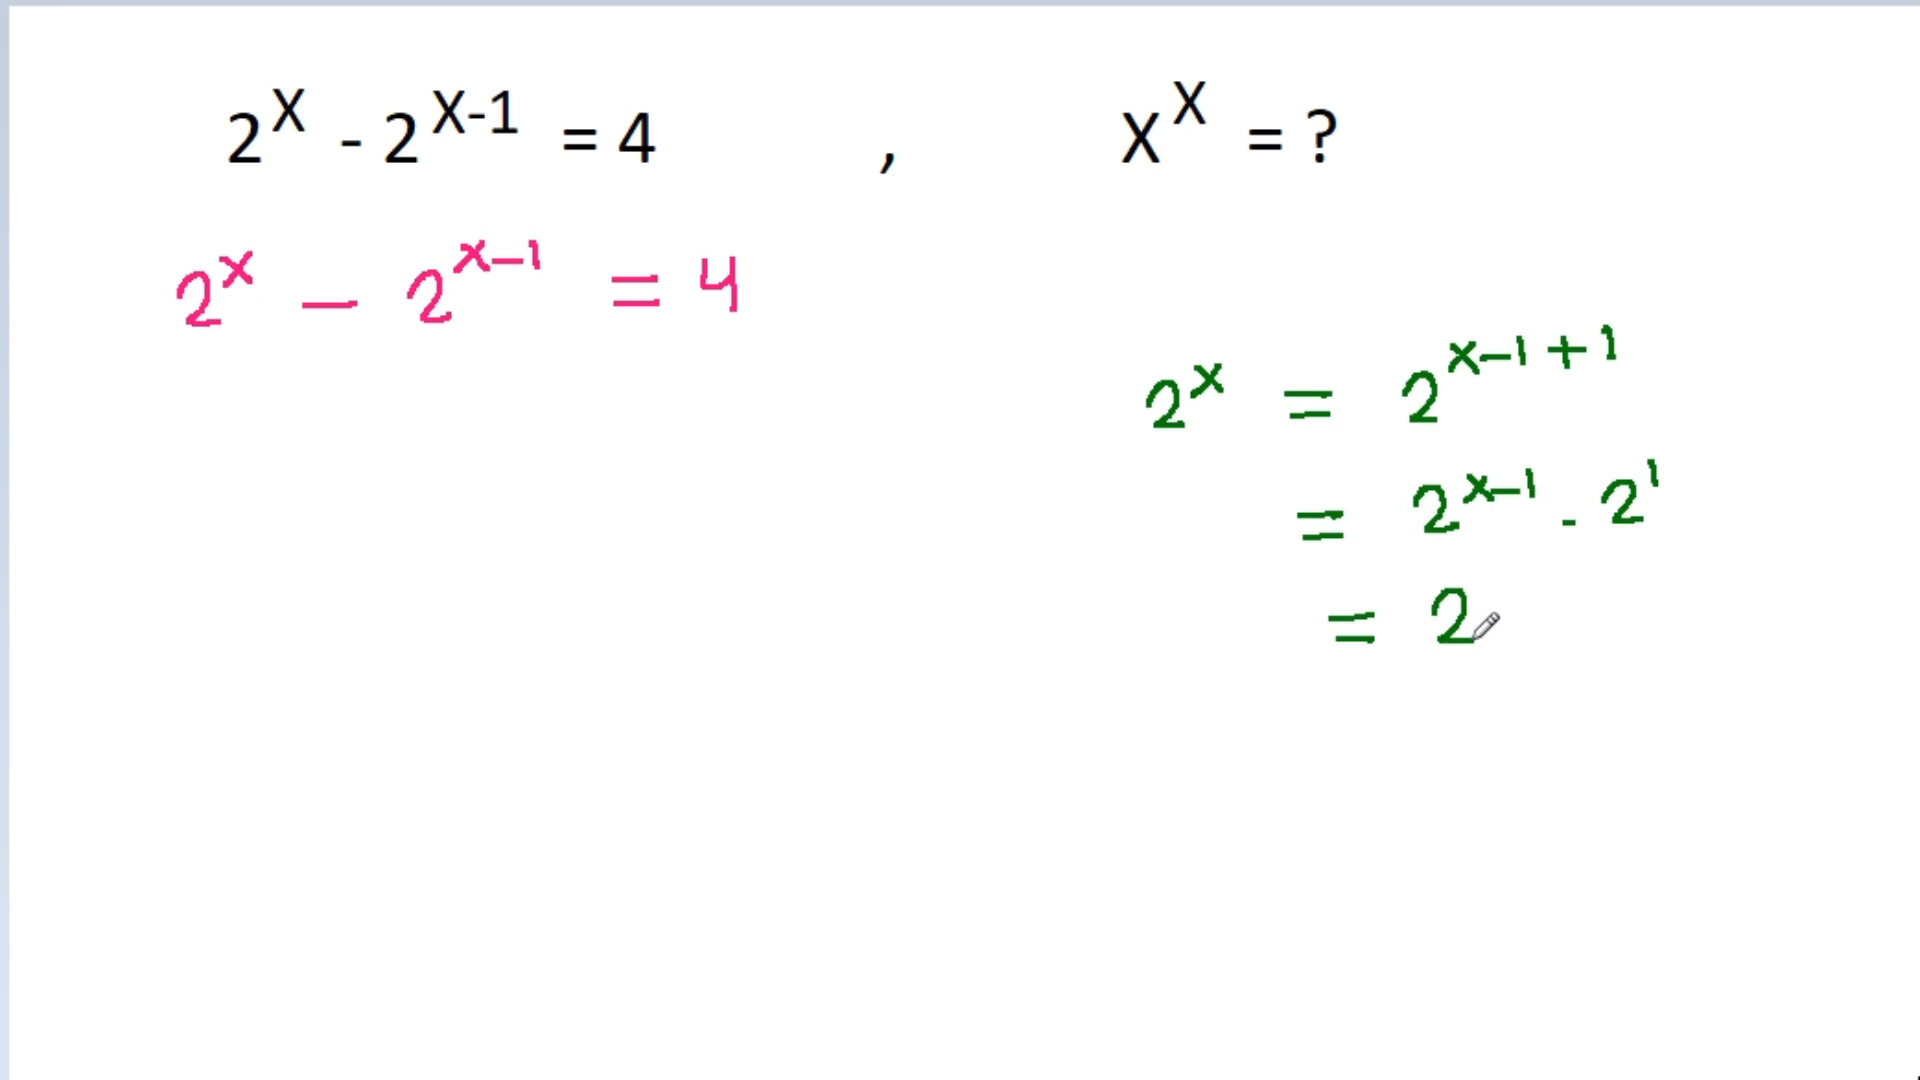 2^X - 2^X-1 = 4 , X^X = ?
2^x - 2^x-1 = 4
2^x = 2^x-1+1
= 2^x-1 . 2^1
= 2